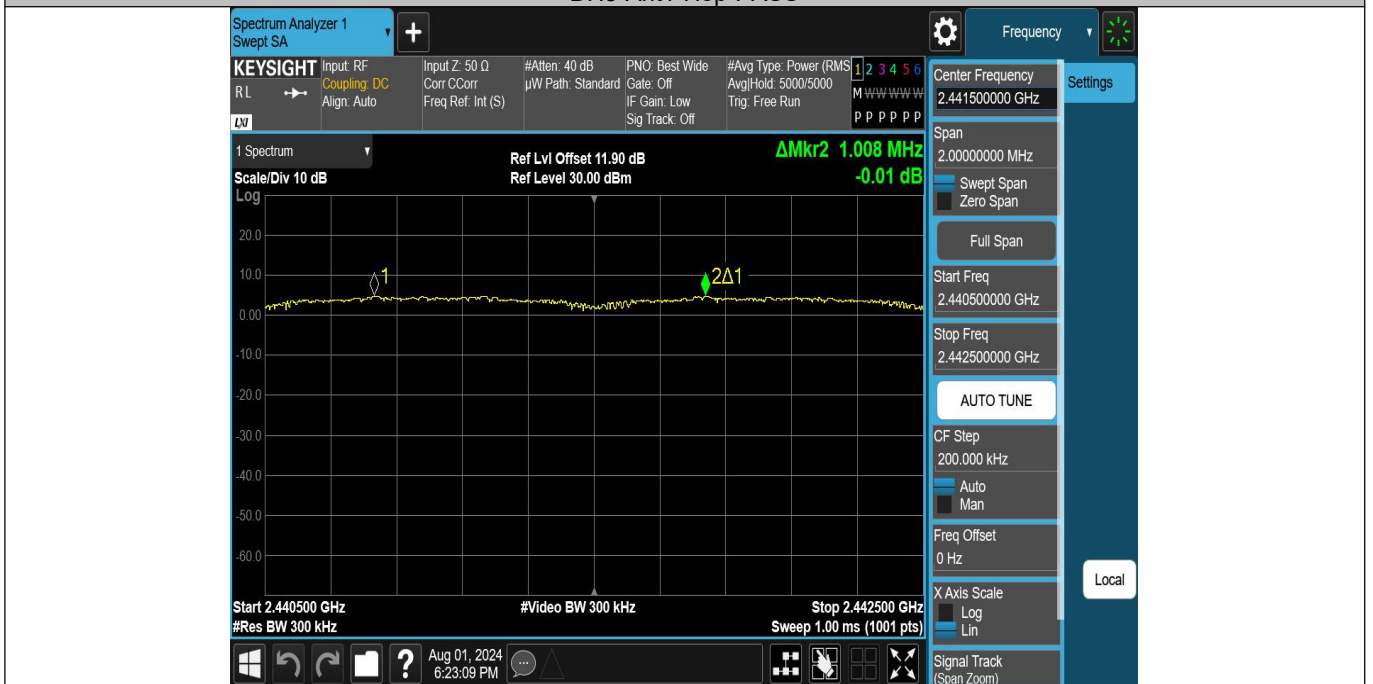 Spectrum Analyzer 1
Swept SA
+
Frequency
KEYSIGHT
RL
LXI
Input: RF
Coupling: DC
Align: Auto
Input Z: 50 Ω
Corr CCorr
Freq Ref: Int (S)
#Atten: 40 dB
µW Path: Standard
PNO: Best Wide
Gate: Off
IF Gain: Low
Sig Track: Off
#Avg Type: Power (RMS
Avg|Hold: 5000/5000
Trig: Free Run
1 2 3 4 5 6
M W W W W W
P P P P P P
1 Spectrum
Scale/Div 10 dB
Log
Ref Lvl Offset 11.90 dB
Ref Level 30.00 dBm
ΔMkr2 1.008 MHz
-0.01 dB
20.0
10.0
0.00
-10.0
-20.0
-30.0
-40.0
-50.0
-60.0
1
2Δ1
Start 2.440500 GHz
#Res BW 300 kHz
#Video BW 300 kHz
Stop 2.442500 GHz
Sweep 1.00 ms (1001 pts)
Center Frequency
2.441500000 GHz
Settings
Span
2.00000000 MHz
Swept Span
Zero Span
Full Span
Start Freq
2.440500000 GHz
Stop Freq
2.442500000 GHz
AUTO TUNE
CF Step
200.000 kHz
Auto
Man
Freq Offset
0 Hz
X Axis Scale
Log
Lin
Local
Signal Track
(Span Zoom)
?
Aug 01, 2024
6:23:09 PM